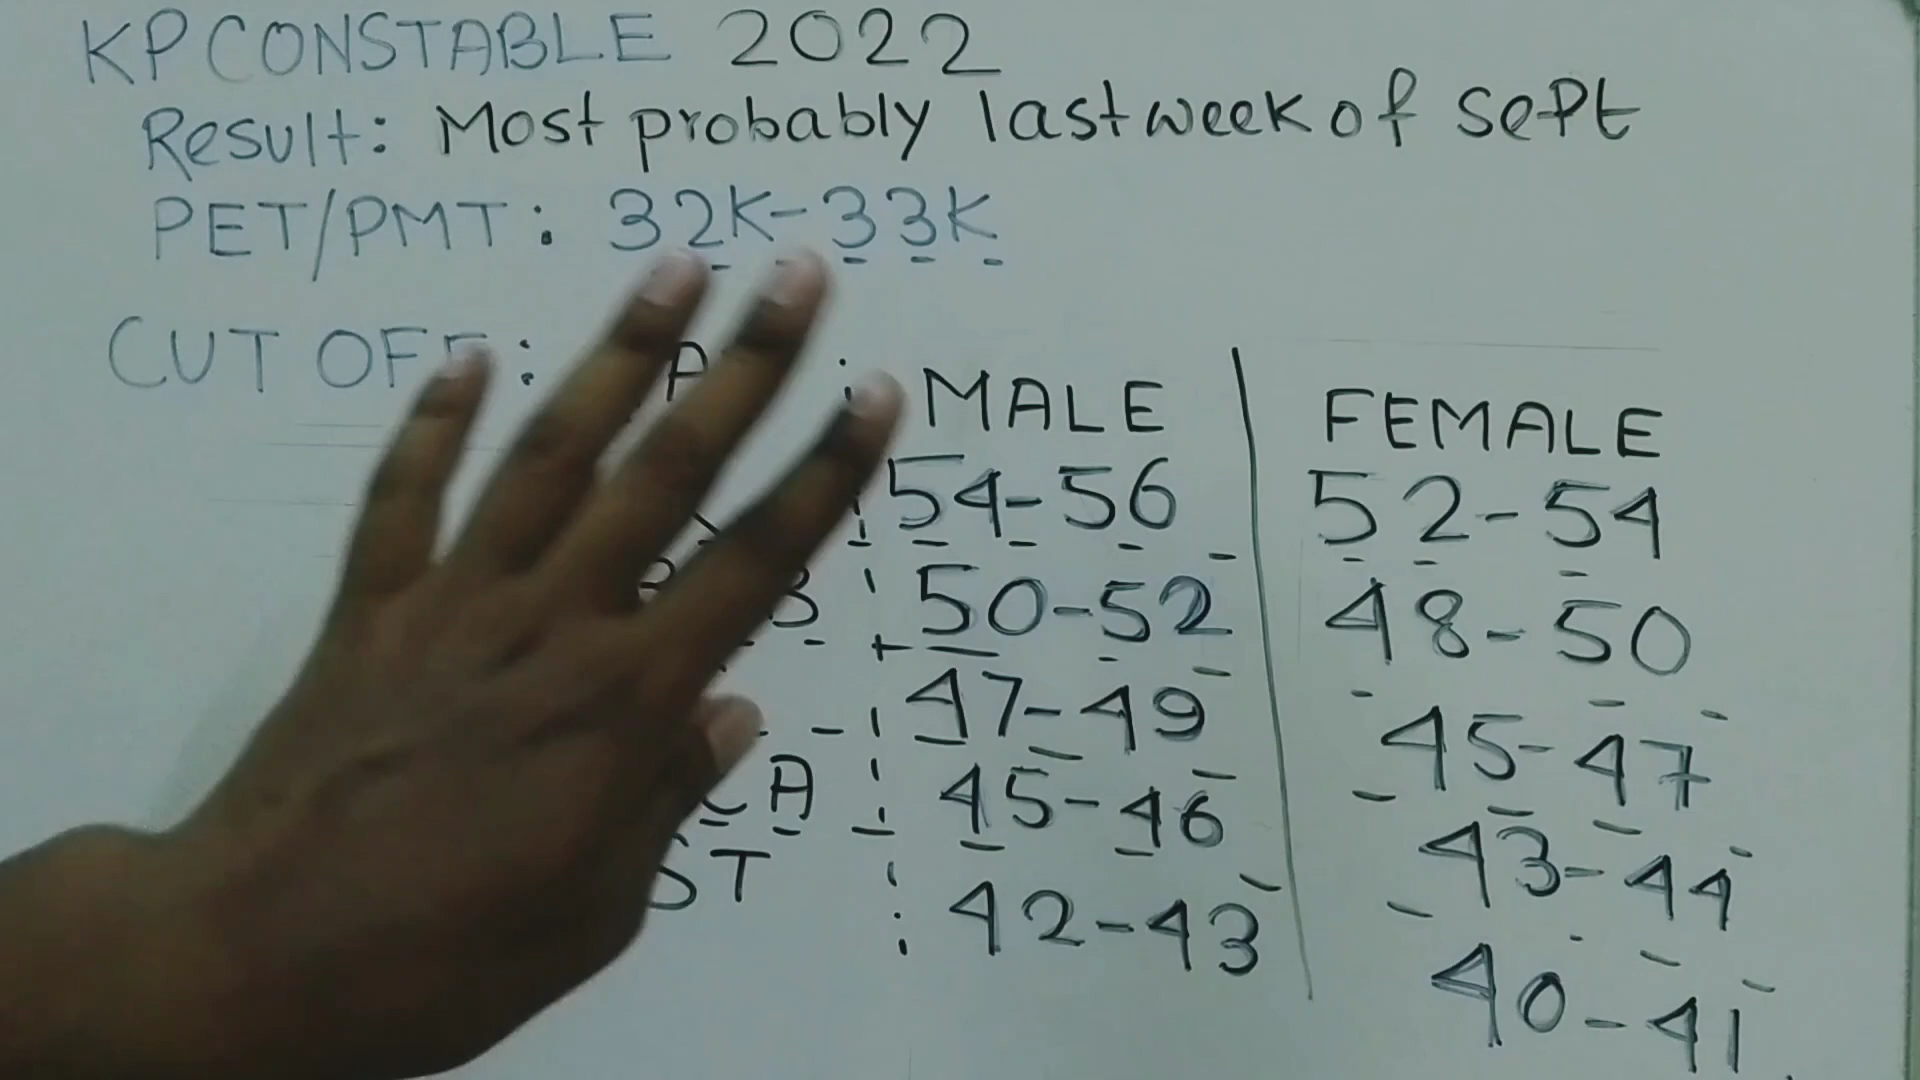 KP CONSTABLE 2022
Result: Most probably last week of sept
PET/PMT: 32K-33K
CUT OFF: : MALE | FEMALE
: 54-56 | 52-54
B : 50-52 | 48-50
: 47-49 | 45-47
A : 45-46 | 43-44
ST : 42-43 | 40-41